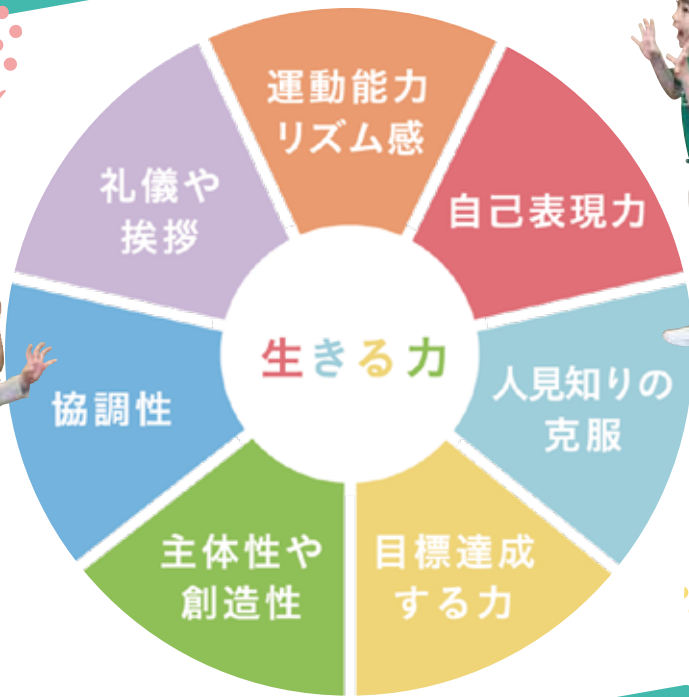 運動能力
リズム感
自己表現力
人見知りの
克服
目標達成
する力
主体性や
創造性
協調性
礼儀や
挨拶
生きる力